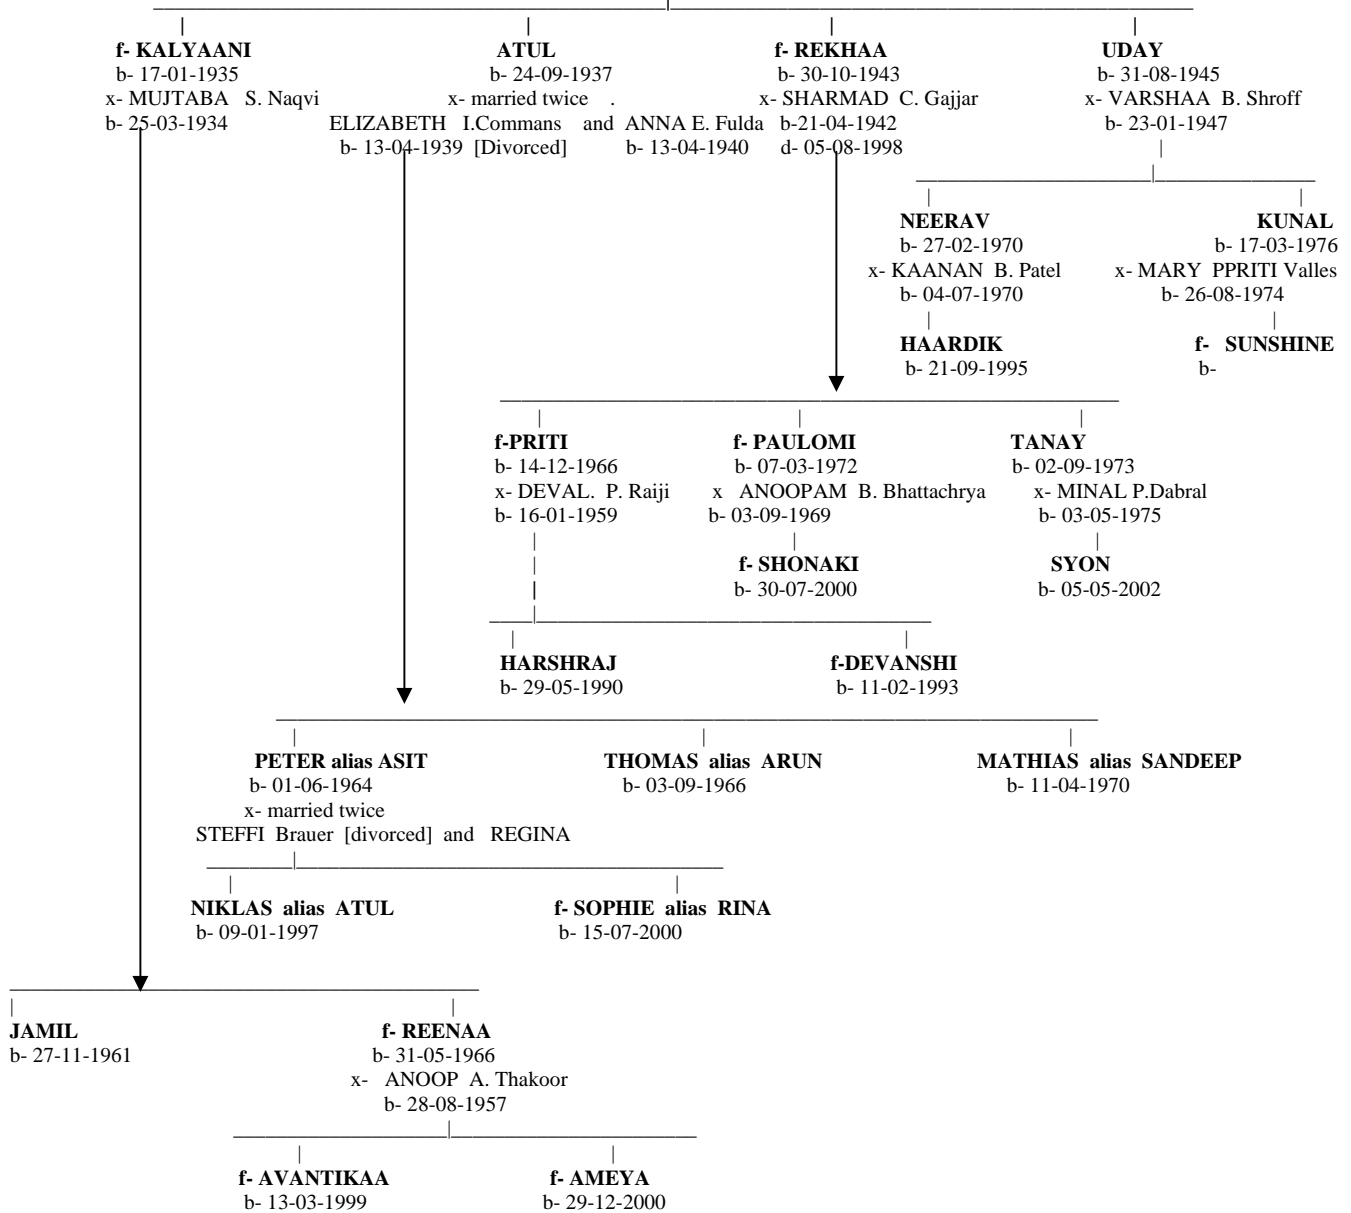 f- KALYAANI ATUL f- REKHAA UDAY
b- 17-01-1935 b- 24-09-1937 b- 30-10-1943 b- 31-08-1945
x- MUJTABA S. Naqvi x- married twice . x- SHARMAD C. Gajjar x- VARSHAA B. Shroff
b- 25-03-1934 ELIZABETH I.Commans and ANNA E. Fulda b-21-04-1942 b- 23-01-1947
b- 13-04-1939 [Divorced] b- 13-04-1940 d- 05-08-1998
NEERAV KUNAL
b- 27-02-1970 b- 17-03-1976
x- KAANAN B. Patel x- MARY PPRITI Valles
b- 04-07-1970 b- 26-08-1974
HAARDIK f- SUNSHINE
b- 21-09-1995 b-
f-PRITI f- PAULOMI TANAY
b- 14-12-1966 b- 07-03-1972 b- 02-09-1973
x- DEVAL. P. Raiji x ANOOPAM B. Bhattachrya x- MINAL P.Dabral
b- 16-01-1959 b- 03-09-1969 b- 03-05-1975
f- SHONAKI SYON
b- 30-07-2000 b- 05-05-2002
HARSHRAJ f-DEVANSHI
b- 29-05-1990 b- 11-02-1993
PETER alias ASIT THOMAS alias ARUN MATHIAS alias SANDEEP
b- 01-06-1964 b- 03-09-1966 b- 11-04-1970
x- married twice
STEFFI Brauer [divorced] and REGINA
NIKLAS alias ATUL f- SOPHIE alias RINA
b- 09-01-1997 b- 15-07-2000
JAMIL f- REENAA
b- 27-11-1961 b- 31-05-1966
x- ANOOP A. Thakoor
b- 28-08-1957
f- AVANTIKAA f- AMEYA
b- 13-03-1999 b- 29-12-2000